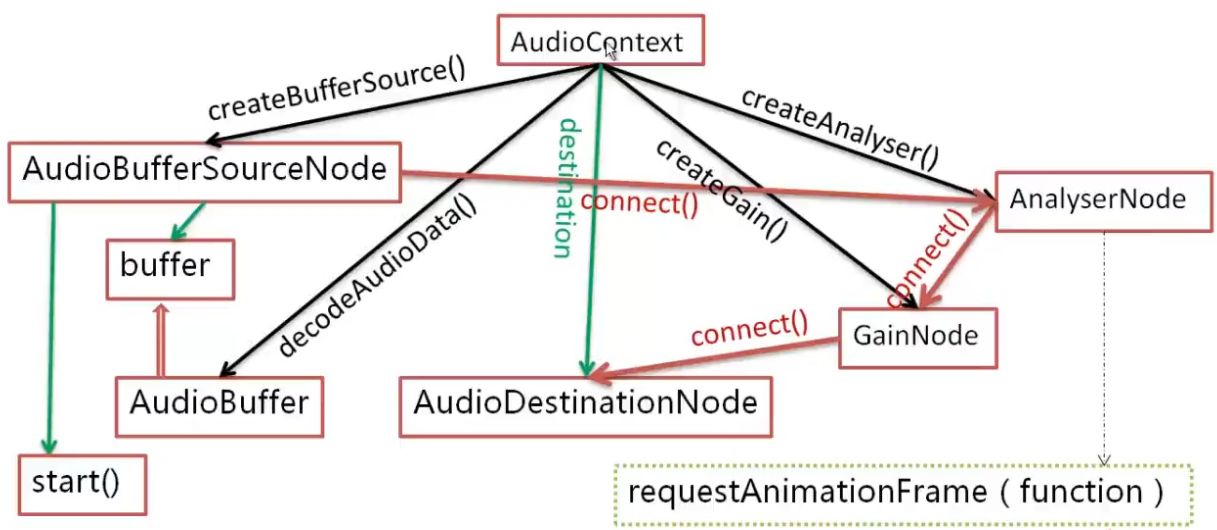 AudioContext
createBufferSource()
createAnalyser()
destination
createGain()
AudioBufferSourceNode
connect()
AnalyserNode
decodeAudioData()
connect()
buffer
connect()
GainNode
AudioBuffer
AudioDestinationNode
start()
requestAnimationFrame ( function )